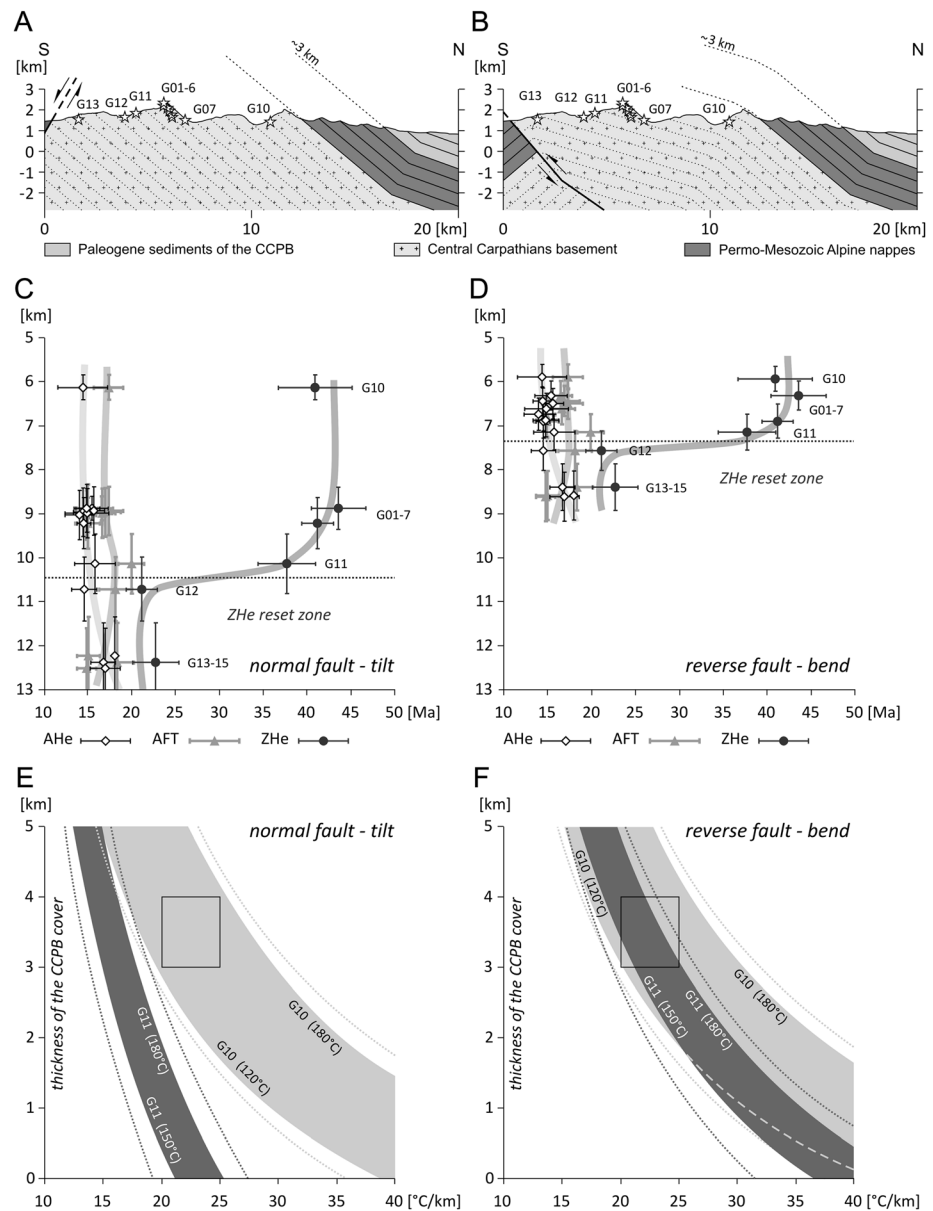 A
B
S
N
S
N
[km]
[km]
~3 km
~3 km
G13
G12
G11
G01-6
G07
G10
G13
G12
G11
G01-6
G07
G10
3
2
1
0
-1
-2
3
2
1
0
-1
-2
0
10
20 [km]
0
10
20 [km]
Paleogene sediments of the CCPB
Central Carpathians basement
Permo-Mesozoic Alpine nappes
C
[km]
5
6
7
8
9
10
11
12
13
G10
G01-7
G11
G12
ZHe reset zone
G13-15
normal fault - tilt
10 15 20 25 30 35 40 45 50 [Ma]
AHe
AFT
ZHe
D
[km]
5
6
7
8
9
10
11
12
13
G10
G01-7
G11
G12
ZHe reset zone
G13-15
reverse fault - bend
10 15 20 25 30 35 40 45 50 [Ma]
AHe
AFT
ZHe
E
[km]
5
4
3
2
1
0
thickness of the CCPB cover
normal fault - tilt
G10 (180°C)
G10 (120°C)
G11 (180°C)
G11 (150°C)
10 15 20 25 30 35 40 [°C/km]
F
[km]
5
4
3
2
1
0
thickness of the CCPB cover
reverse fault - bend
G10 (120°C)
G10 (180°C)
G11 (150°C)
G11 (180°C)
10 15 20 25 30 35 40 [°C/km]